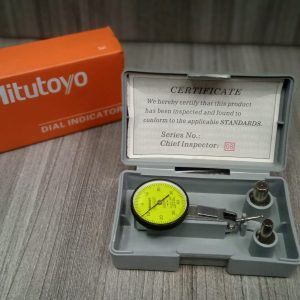 Mitutoyo
DIAL INDICATOR
CERTIFICATE
We hereby certify that this product
has been inspected and found to
conform to the applicable STANDARDS.
Series No.:
Chief Inspector: 08